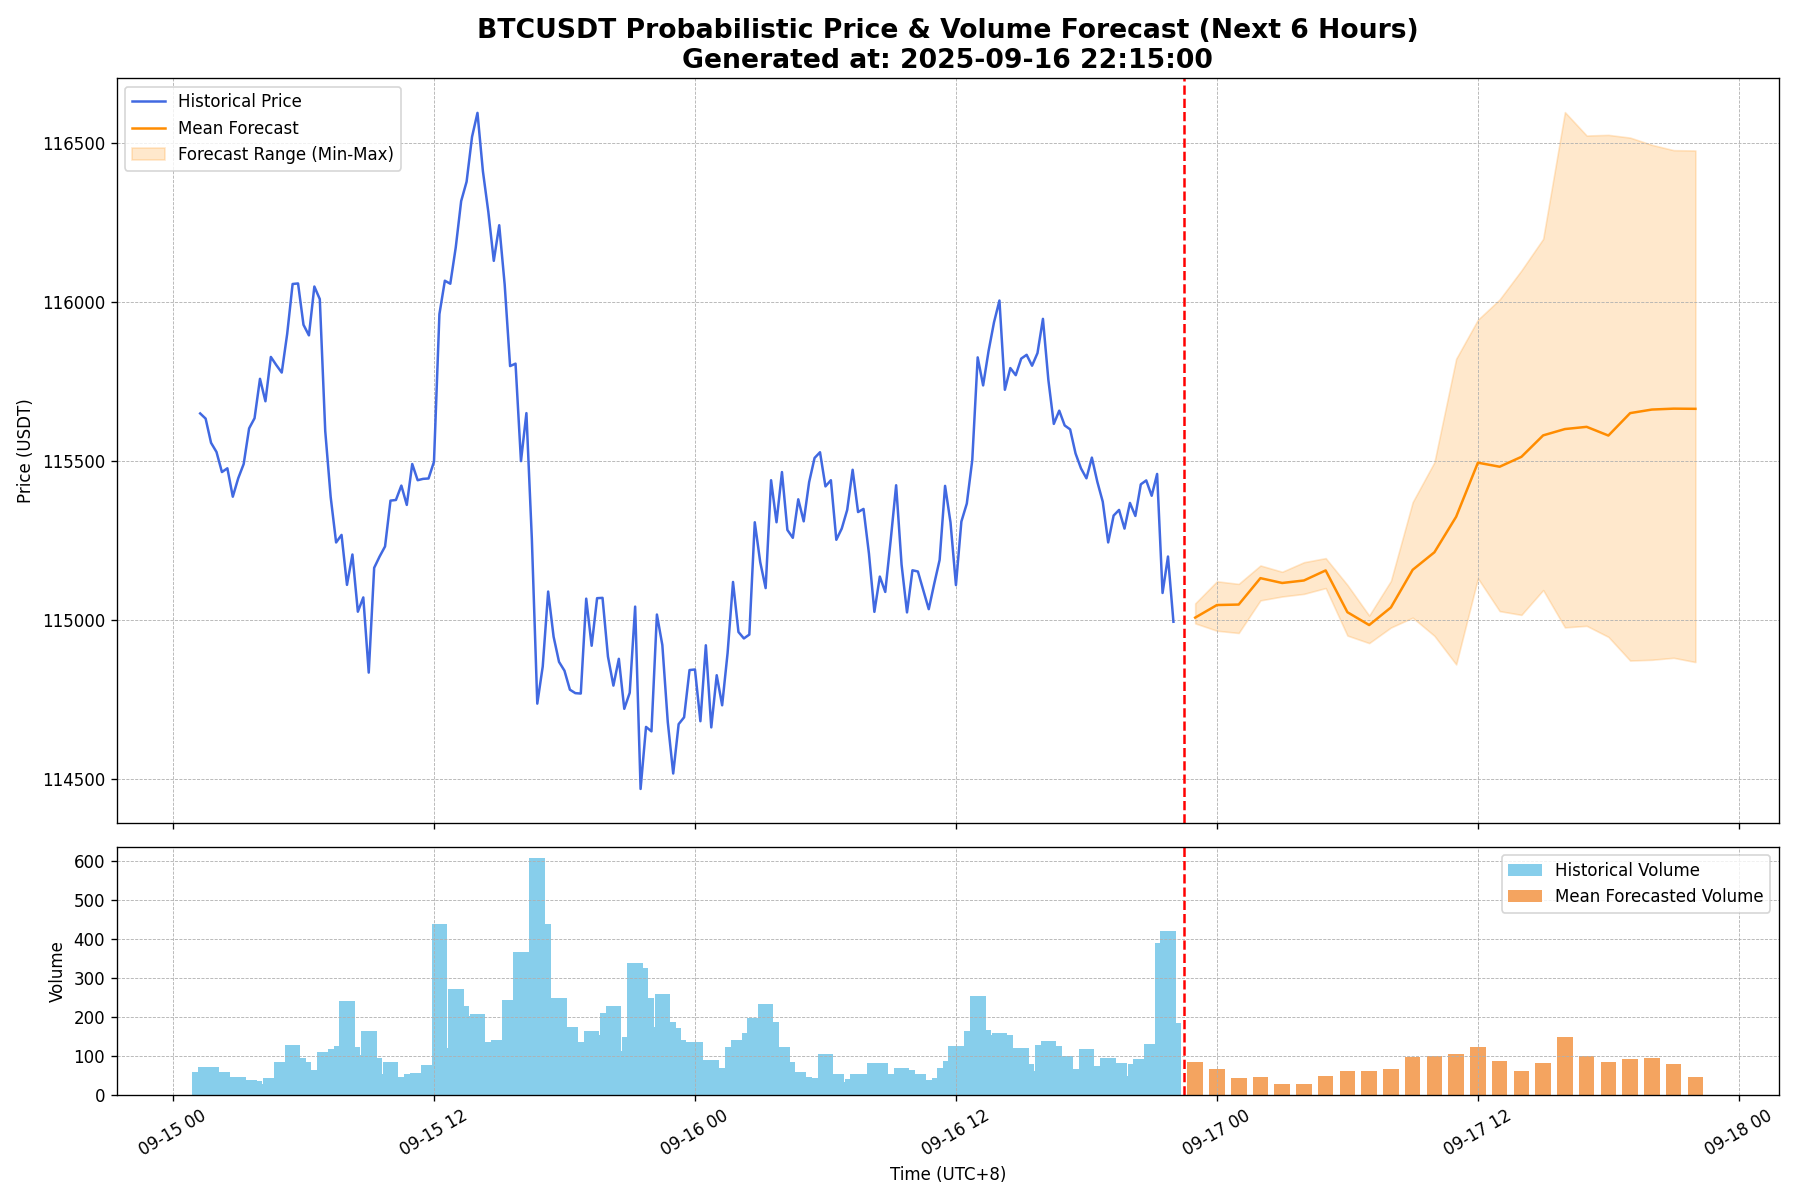 BTCUSDT Probabilistic Price & Volume Forecast (Next 6 Hours)
Generated at: 2025-09-16 22:15:00
Historical Price
Mean Forecast
Forecast Range (Min-Max)
116500
116000
115500
115000
114500
Price (USDT)
Historical Volume
Mean Forecasted Volume
600
500
400
300
200
100
0
Volume
09-15 00
09-15 12
09-16 00
09-16 12
09-17 00
09-17 12
09-18 00
Time (UTC+8)